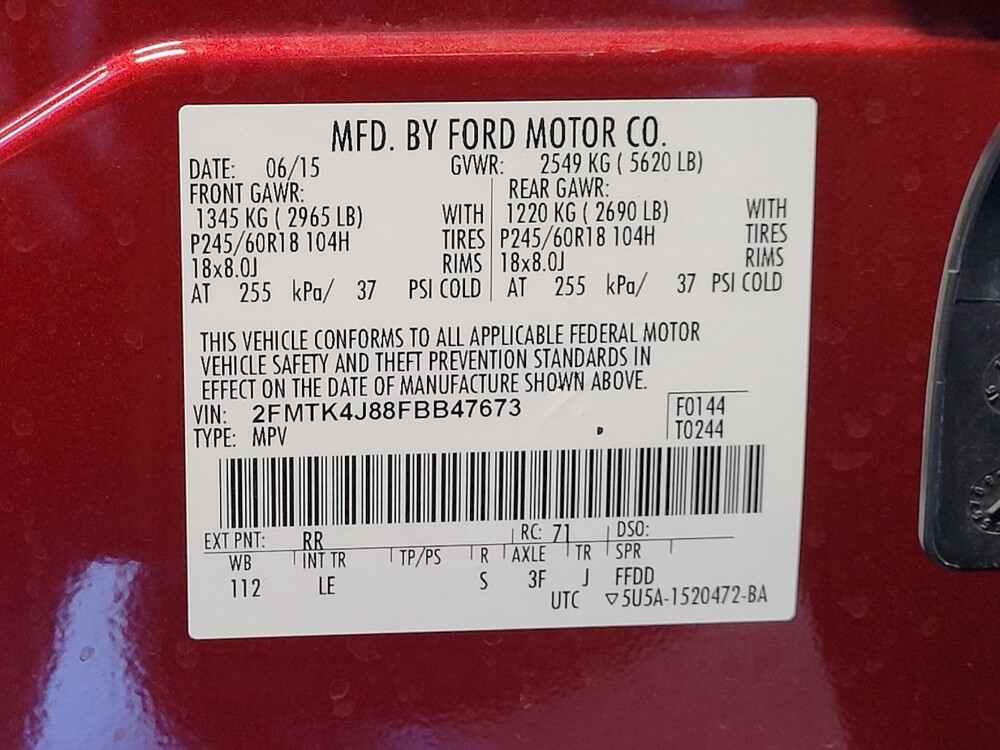 MFD. BY FORD MOTOR CO.
DATE: 06/15 GVWR: 2549 KG ( 5620 LB)
FRONT GAWR: REAR GAWR:
1345 KG ( 2965 LB) WITH 1220 KG ( 2690 LB) WITH
P245/60R18 104H TIRES P245/60R18 104H TIRES
18x8.0J RIMS 18x8.0J RIMS
AT 255 kPa/ 37 PSI COLD AT 255 kPa/ 37 PSI COLD
THIS VEHICLE CONFORMS TO ALL APPLICABLE FEDERAL MOTOR
VEHICLE SAFETY AND THEFT PREVENTION STANDARDS IN
EFFECT ON THE DATE OF MANUFACTURE SHOWN ABOVE.
VIN: 2FMTK4J88FBB47673 F0144
TYPE: MPV T0244
EXT PNT: RR RC: 71 DSO:
WB INT TR TP/PS R AXLE TR SPR
112 LE S 3F J FFDD
UTC ▽5U5A-1520472-BA